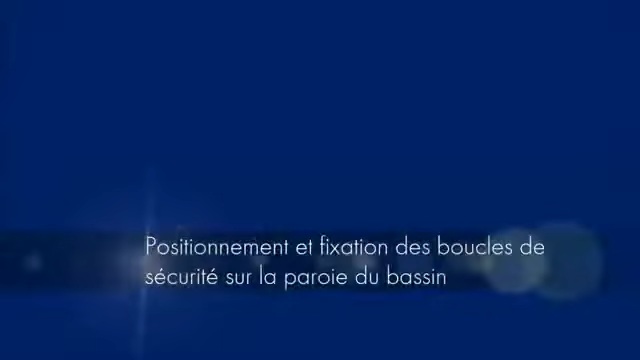 Positionnement et fixation des boucles de
sécurité sur la paroie du bassin